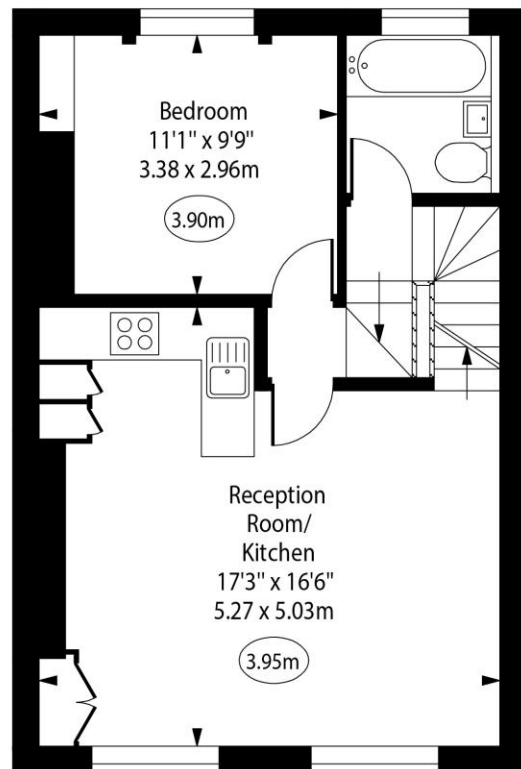 Bedroom
11'1" x 9'9"
3.38 x 2.96m
3.90m
Reception
Room/
Kitchen
17'3" x 16'6"
5.27 x 5.03m
3.95m